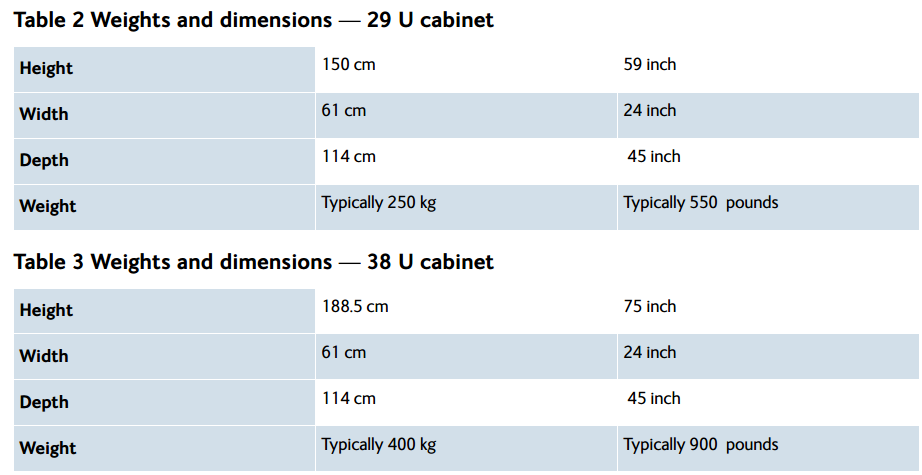 Table 2 Weights and dimensions — 29 U cabinet
Height 150 cm 59 inch
Width 61 cm 24 inch
Depth 114 cm 45 inch
Weight Typically 250 kg Typically 550 pounds
Table 3 Weights and dimensions — 38 U cabinet
Height 188.5 cm 75 inch
Width 61 cm 24 inch
Depth 114 cm 45 inch
Weight Typically 400 kg Typically 900 pounds